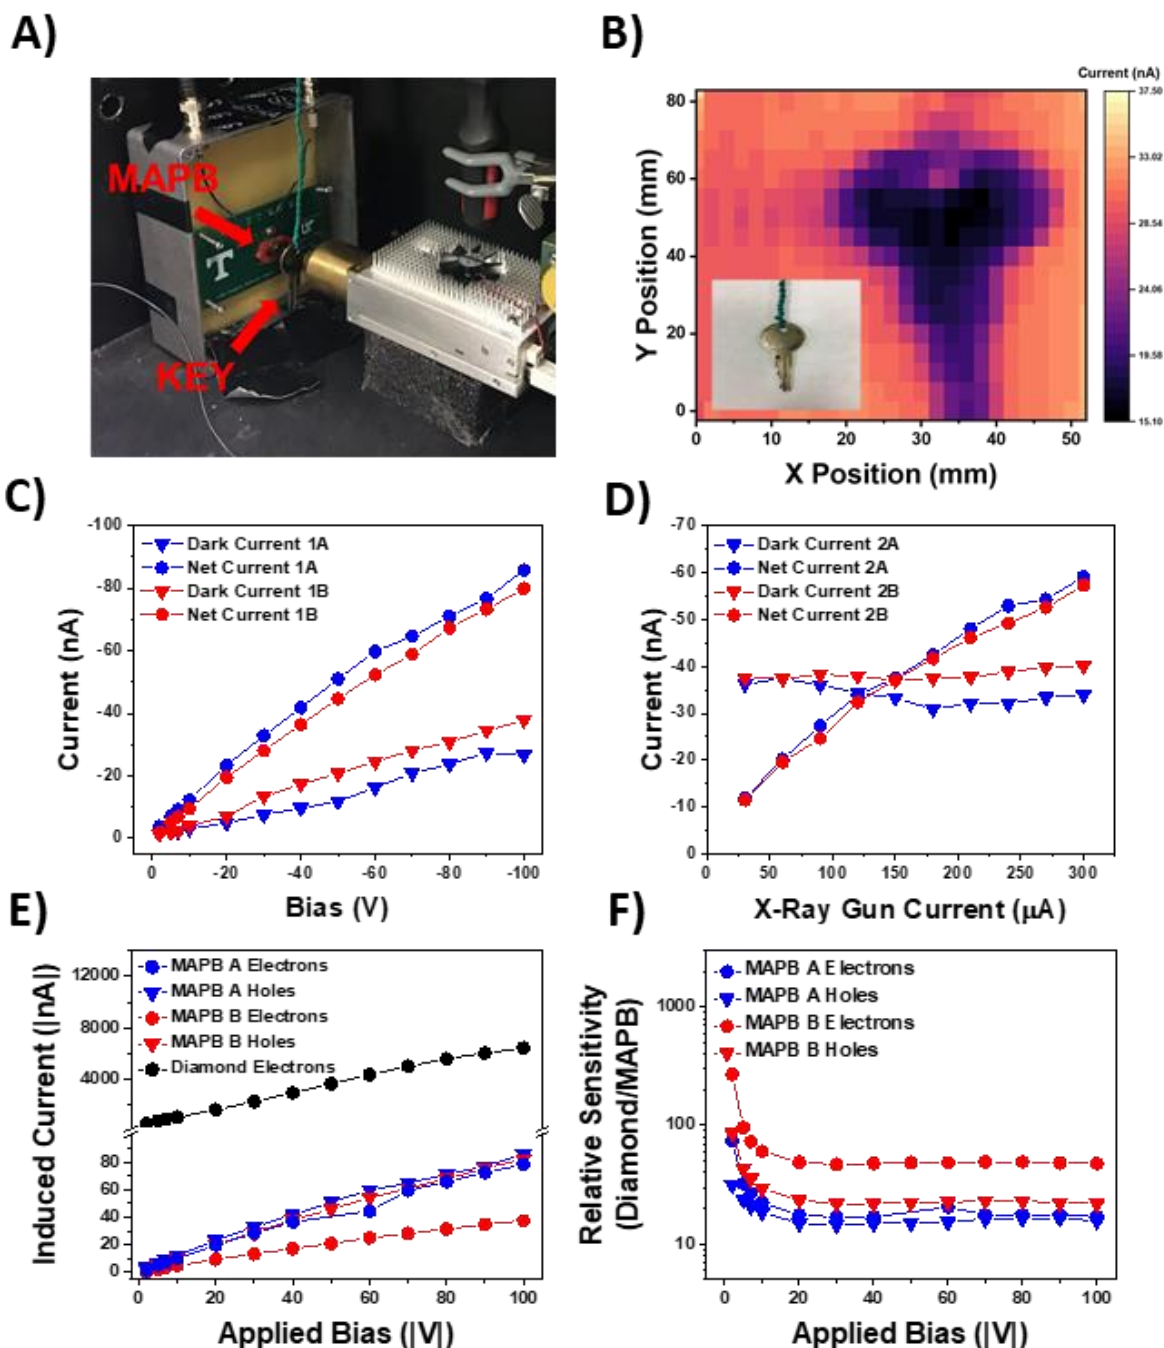 A)
MAPB
T
KEY
B)
Current (nA)
37.50
33.02
28.54
24.06
19.58
15.10
Y Position (mm)
80
60
40
20
0
0 10 20 30 40 50
X Position (mm)
C)
-100
-80
-60
-40
-20
0
Current (nA)
Dark Current 1A
Net Current 1A
Dark Current 1B
Net Current 1B
0 -20 -40 -60 -80 -100
Bias (V)
D)
-70
-60
-50
-40
-30
-20
-10
0
Current (nA)
Dark Current 2A
Net Current 2A
Dark Current 2B
Net Current 2B
0 50 100 150 200 250 300
X-Ray Gun Current (μA)
E)
Induced Current (|nA|)
12000
8000
4000
80
60
40
20
0
MAPB A Electrons
MAPB A Holes
MAPB B Electrons
MAPB B Holes
Diamond Electrons
0 20 40 60 80 100
Applied Bias (|V|)
F)
Relative Sensitivity
(Diamond/MAPB)
1000
100
10
MAPB A Electrons
MAPB A Holes
MAPB B Electrons
MAPB B Holes
0 20 40 60 80 100
Applied Bias (|V|)